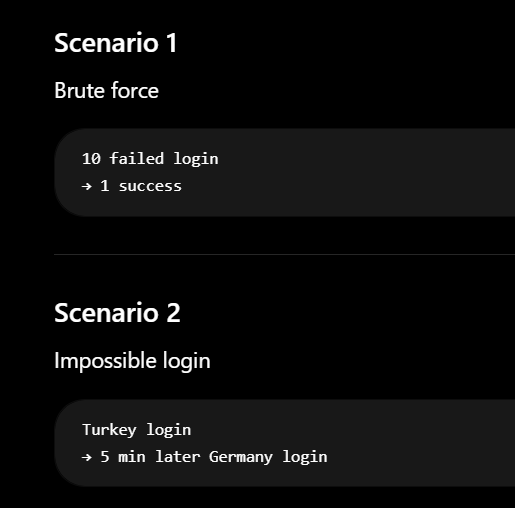 Scenario 1
Brute force
10 failed login
→ 1 success
Scenario 2
Impossible login
Turkey login
→ 5 min later Germany login